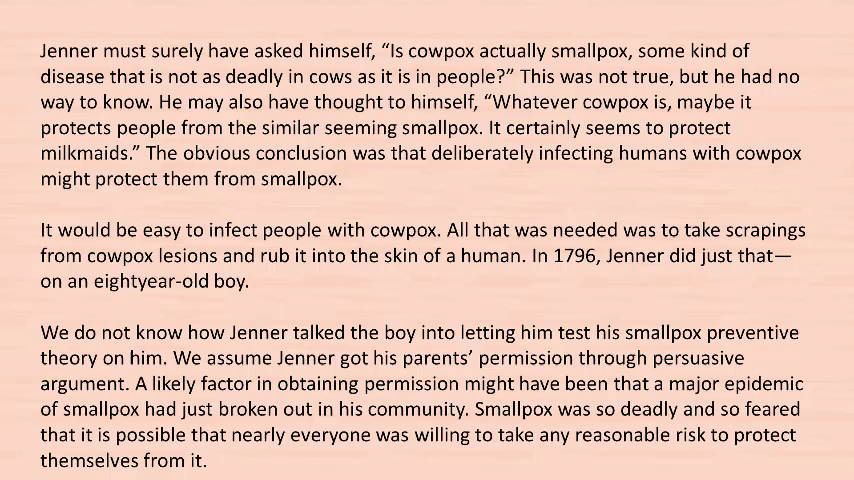 Jenner must surely have asked himself, “Is cowpox actually smallpox, some kind of
disease that is not as deadly in cows as it is in people?” This was not true, but he had no
way to know. He may also have thought to himself, “Whatever cowpox is, maybe it
protects people from the similar seeming smallpox. It certainly seems to protect
milkmaids.” The obvious conclusion was that deliberately infecting humans with cowpox
might protect them from smallpox.
It would be easy to infect people with cowpox. All that was needed was to take scrapings
from cowpox lesions and rub it into the skin of a human. In 1796, Jenner did just that—
on an eightyear-old boy.
We do not know how Jenner talked the boy into letting him test his smallpox preventive
theory on him. We assume Jenner got his parents’ permission through persuasive
argument. A likely factor in obtaining permission might have been that a major epidemic
of smallpox had just broken out in his community. Smallpox was so deadly and so feared
that it is possible that nearly everyone was willing to take any reasonable risk to protect
themselves from it.